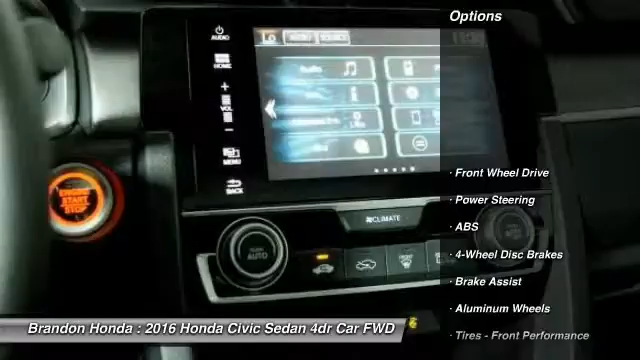 Options
AUDIO
HOME
+
VOL
−
MENU
BACK
Audio
ENGINE
START
STOP
CLIMATE
AUTO
FRONT
· Front Wheel Drive
· Power Steering
· ABS
· 4-Wheel Disc Brakes
· Brake Assist
· Aluminum Wheels
· Tires - Front Performance
Brandon Honda : 2016 Honda Civic Sedan 4dr Car FWD